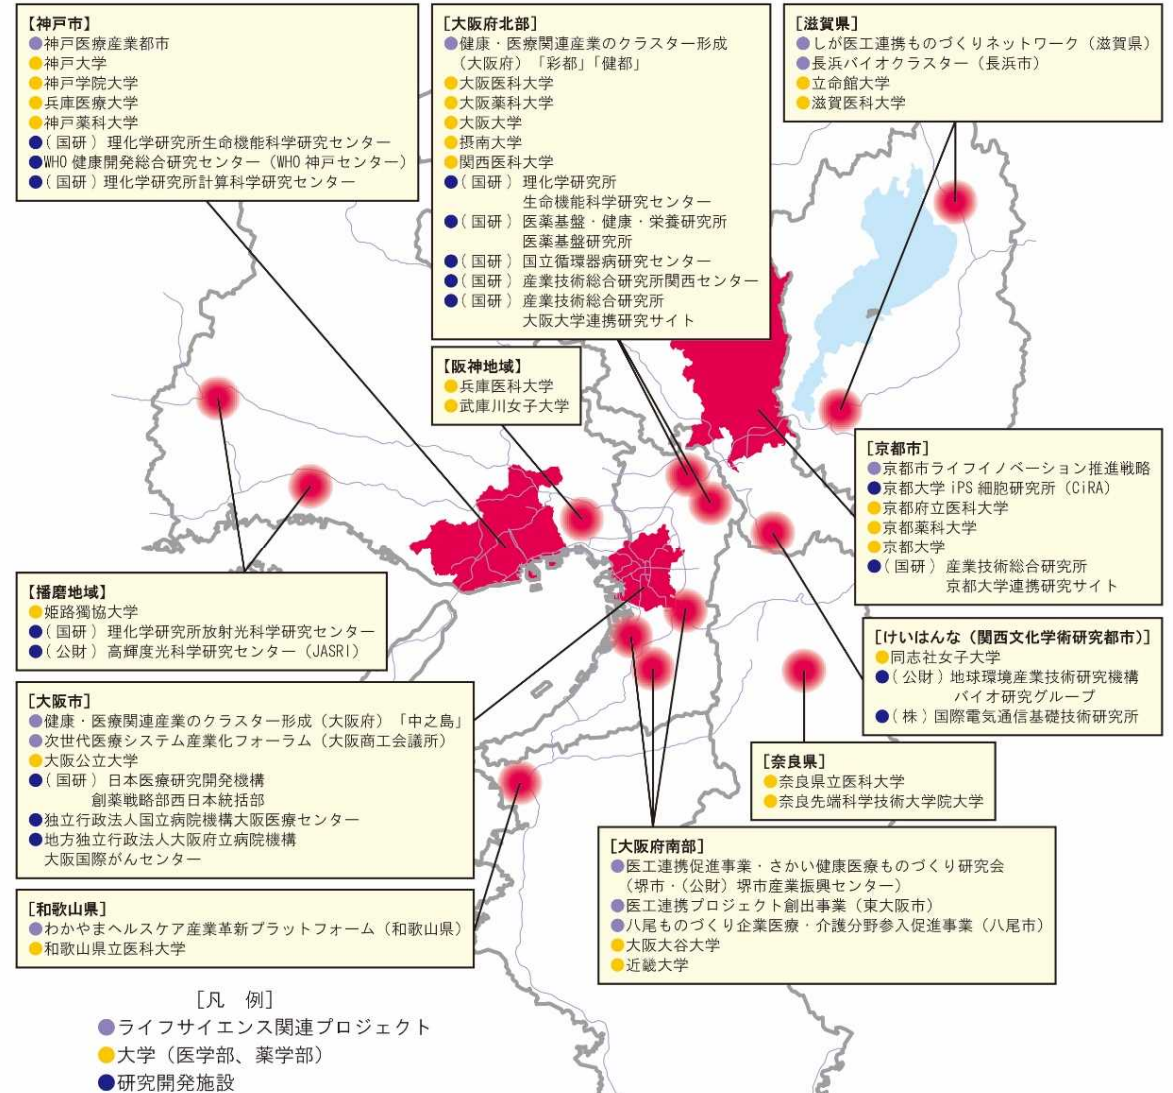 【神戸市】
●神戸医療産業都市
●神戸大学
●神戸学院大学
●兵庫医療大学
●神戸薬科大学
●（国研）理化学研究所生命機能科学研究センター
●WHO 健康開発総合研究センター（WHO 神戸センター）
●（国研）理化学研究所計算科学研究センター
［大阪府北部］
●健康・医療関連産業のクラスター形成
（大阪府）「彩都」「健都」
●大阪医科大学
●大阪薬科大学
●大阪大学
●摂南大学
●関西医科大学
●（国研）理化学研究所
生命機能科学研究センター
●（国研）医薬基盤・健康・栄養研究所
医薬基盤研究所
●（国研）国立循環器病研究センター
●（国研）産業技術総合研究所関西センター
●（国研）産業技術総合研究所
大阪大学連携研究サイト
［滋賀県］
●しが医工連携ものづくりネットワーク（滋賀県）
●長浜バイオクラスター（長浜市）
●立命館大学
●滋賀医科大学
【阪神地域】
●兵庫医科大学
●武庫川女子大学
［京都市］
●京都市ライフイノベーション推進戦略
●京都大学 iPS 細胞研究所（CiRA）
●京都府立医科大学
●京都薬科大学
●京都大学
●（国研）産業技術総合研究所
京都大学連携研究サイト
【播磨地域】
●姫路獨協大学
●（国研）理化学研究所放射光科学研究センター
●（公財）高輝度光科学研究センター（JASRI）
［けいはんな（関西文化学術研究都市）］
●同志社女子大学
●（公財）地球環境産業技術研究機構
バイオ研究グループ
●（株）国際電気通信基礎技術研究所
［大阪市］
●健康・医療関連産業のクラスター形成（大阪府）「中之島」
●次世代医療システム産業化フォーラム（大阪商工会議所）
●大阪公立大学
●（国研）日本医療研究開発機構
創薬戦略部西日本統括部
●独立行政法人国立病院機構大阪医療センター
●地方独立行政法人大阪府立病院機構
大阪国際がんセンター
［奈良県］
●奈良県立医科大学
●奈良先端科学技術大学院大学
［大阪府南部］
●医工連携促進事業・さかい健康医療ものづくり研究会
（堺市・（公財）堺市産業振興センター）
●医工連携プロジェクト創出事業（東大阪市）
●八尾ものづくり企業医療・介護分野参入促進事業（八尾市）
●大阪大谷大学
●近畿大学
［和歌山県］
●わかやまヘルスケア産業革新プラットフォーム（和歌山県）
●和歌山県立医科大学
［凡　例］
●ライフサイエンス関連プロジェクト
●大学（医学部、薬学部）
●研究開発施設